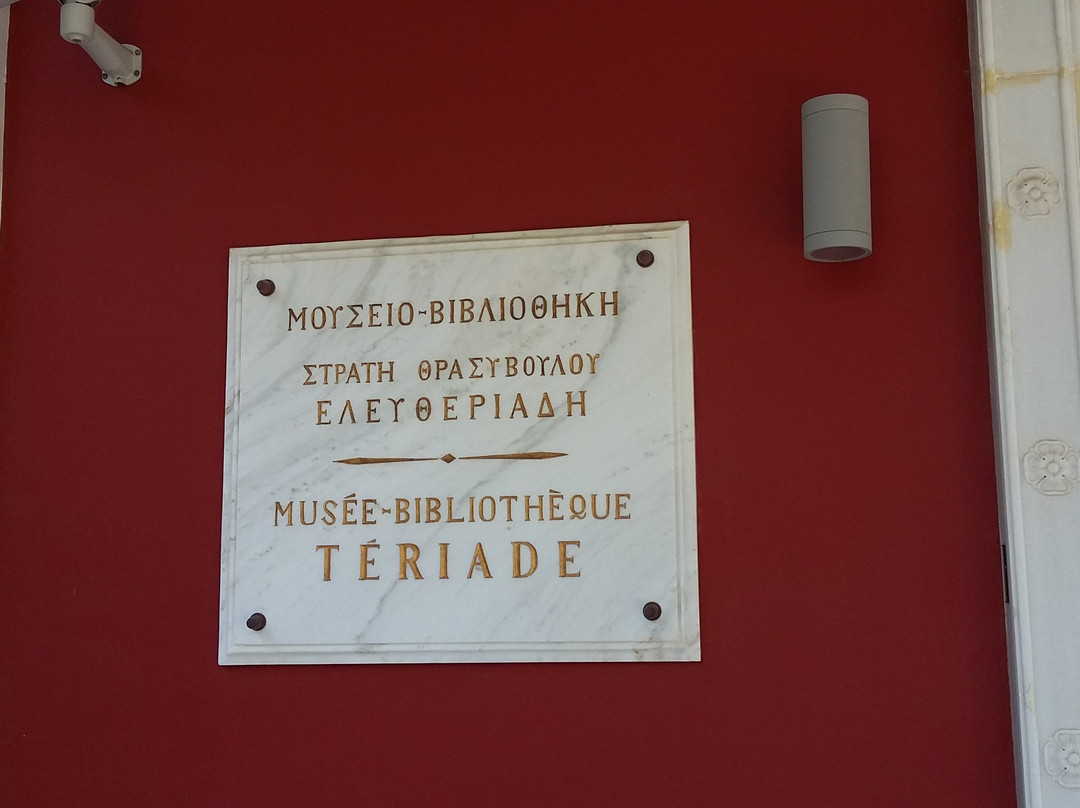 ΜΟΥΣΕΙΟ-ΒΙΒΛΙΟΘΗΚΗ
ΣΤΡΑΤΗ ΘΡΑΣΥΒΟΥΛΟΥ
ΕΛΕΥΘΕΡΙΑΔΗ
MUSÉE-BIBLIOTHÈQUE
TÉRIADE